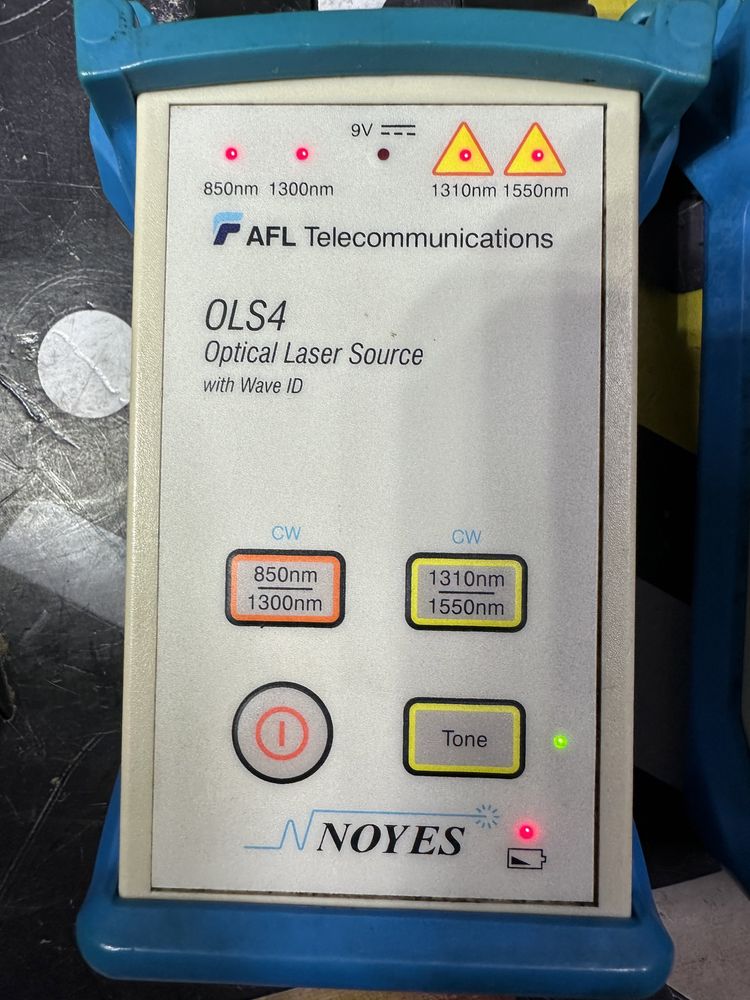 9V
850nm 1300nm 1310nm 1550nm
AFL Telecommunications
OLS4
Optical Laser Source
with Wave ID
CW CW
850nm 1310nm
1300nm 1550nm
Tone
NOYES